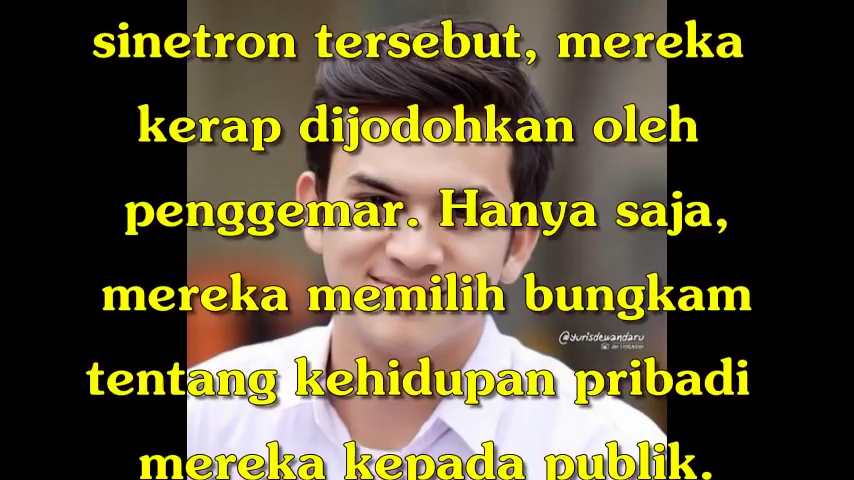 sinetron tersebut, mereka
kerap dijodohkan oleh
penggemar. Hanya saja,
mereka memilih bungkam
@yurisdewandaru
tentang kehidupan pribadi
mereka kepada publik.